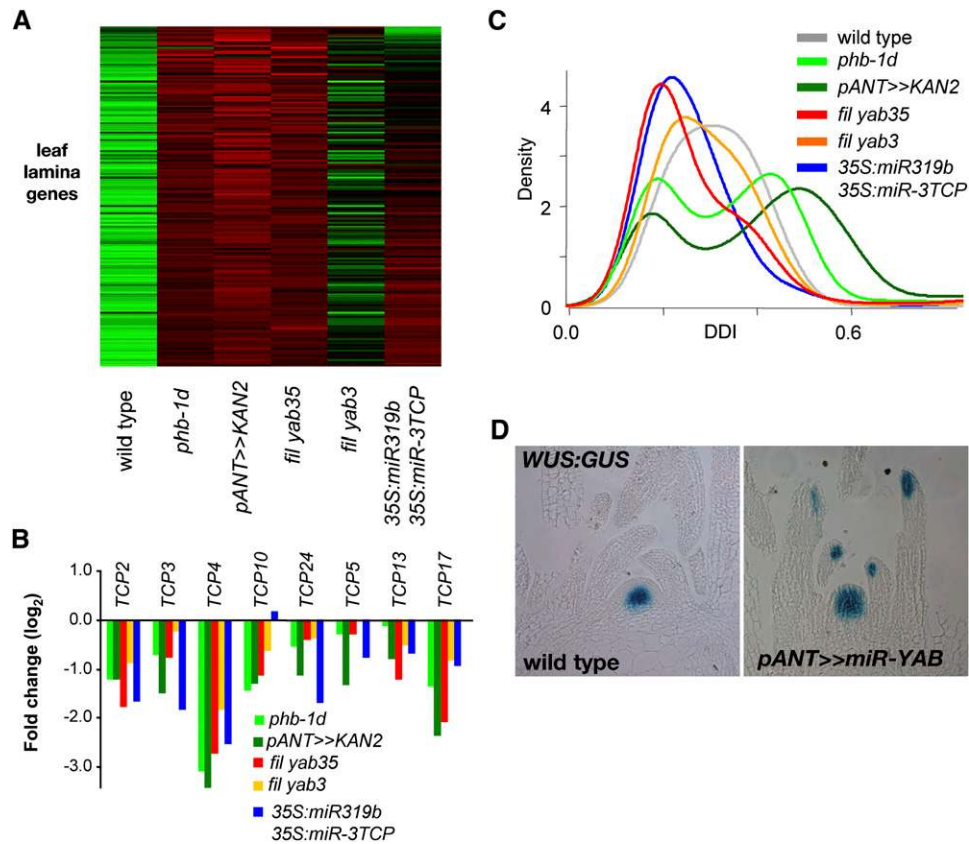 A
leaf
lamina
genes
wild type
phb-1d
pANT>>KAN2
fil yab35
fil yab3
35S:miR319b
35S:miR-3TCP
B
Fold change (log2)
1.0
0.0
-1.0
-2.0
-3.0
TCP2
TCP3
TCP4
TCP10
TCP24
TCP5
TCP13
TCP17
phb-1d
pANT>>KAN2
fil yab35
fil yab3
35S:miR319b
35S:miR-3TCP
C
wild type
phb-1d
pANT>>KAN2
fil yab35
fil yab3
35S:miR319b
35S:miR-3TCP
Density
4
2
0
0.0
DDI
0.6
D
WUS:GUS
wild type
pANT>>miR-YAB